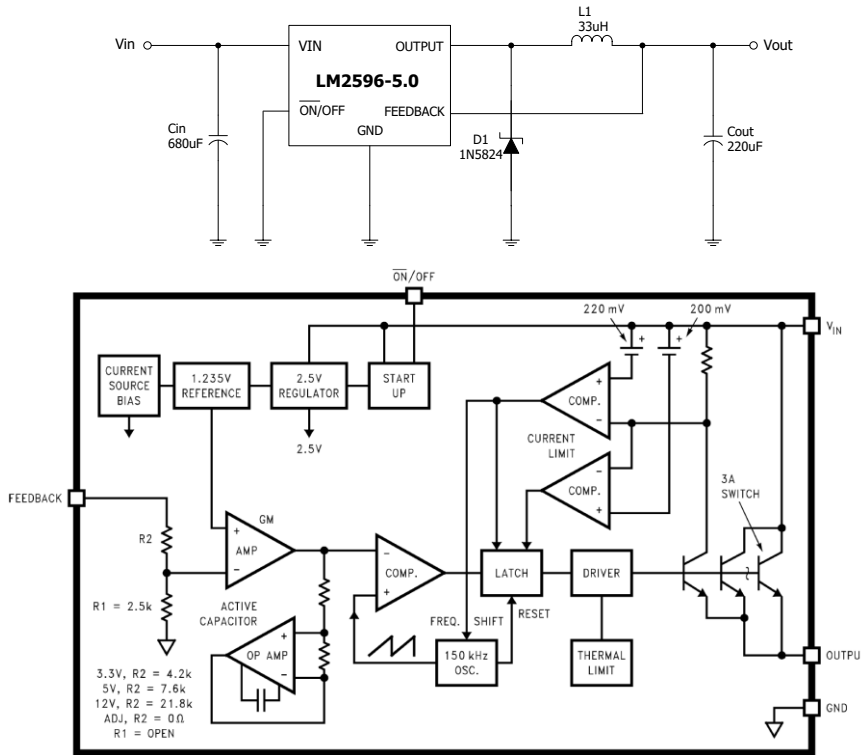 L1
33uH
Vin
VIN
OUTPUT
Vout
LM2596-5.0
ON/OFF
FEEDBACK
GND
Cin
680uF
D1
1N5824
Cout
220uF
ON/OFF
220 mV
200 mV
+
+
VIN
CURRENT
SOURCE
BIAS
1.235V
REFERENCE
2.5V
REGULATOR
START
UP
+
COMP.
−
2.5V
CURRENT
LIMIT
−
COMP.
+
3A
SWITCH
FEEDBACK
GM
R2
+
AMP
−
−
COMP.
+
LATCH
DRIVER
R1 = 2.5k
ACTIVE
CAPACITOR
+
OP AMP
−
FREQ. SHIFT
RESET
150 kHz
OSC.
THERMAL
LIMIT
OUTPU
3.3V, R2 = 4.2k
5V, R2 = 7.6k
12V, R2 = 21.8k
ADJ, R2 = 0Ω
R1 = OPEN
GND